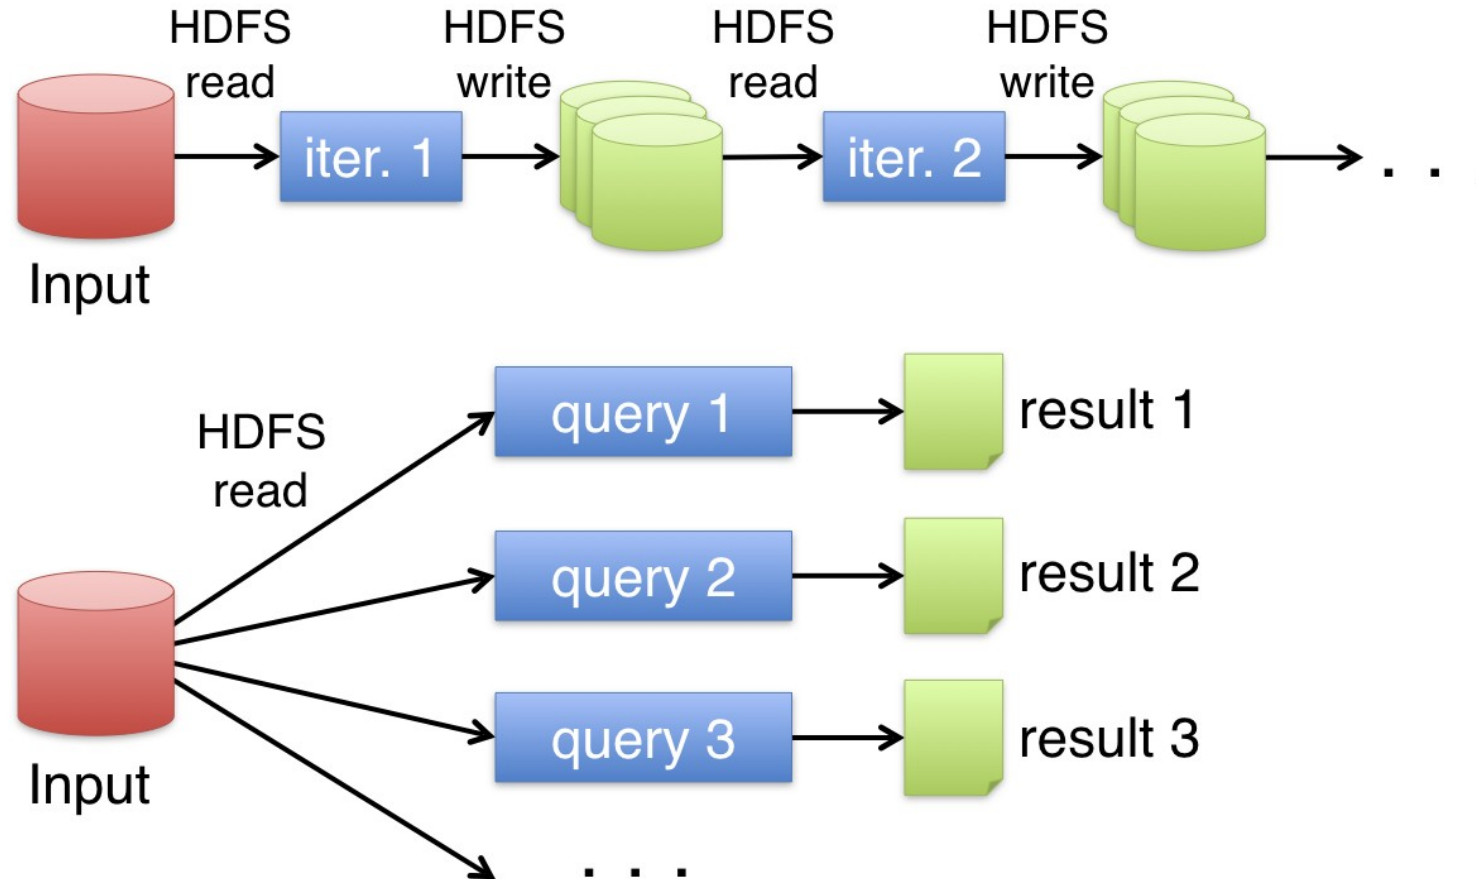 HDFS
read
HDFS
write
HDFS
read
HDFS
write
iter. 1
iter. 2
. . .
Input
query 1
result 1
HDFS
read
query 2
result 2
query 3
result 3
Input
. . .